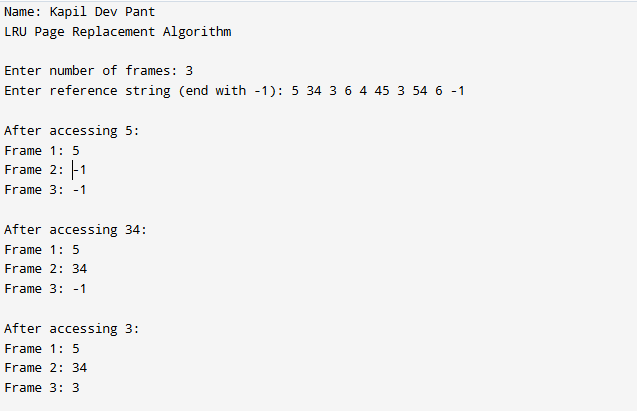 Name: Kapil Dev Pant
LRU Page Replacement Algorithm
Enter number of frames: 3
Enter reference string (end with -1): 5 34 3 6 4 45 3 54 6 -1
After accessing 5:
Frame 1: 5
Frame 2: -1
Frame 3: -1
After accessing 34:
Frame 1: 5
Frame 2: 34
Frame 3: -1
After accessing 3:
Frame 1: 5
Frame 2: 34
Frame 3: 3